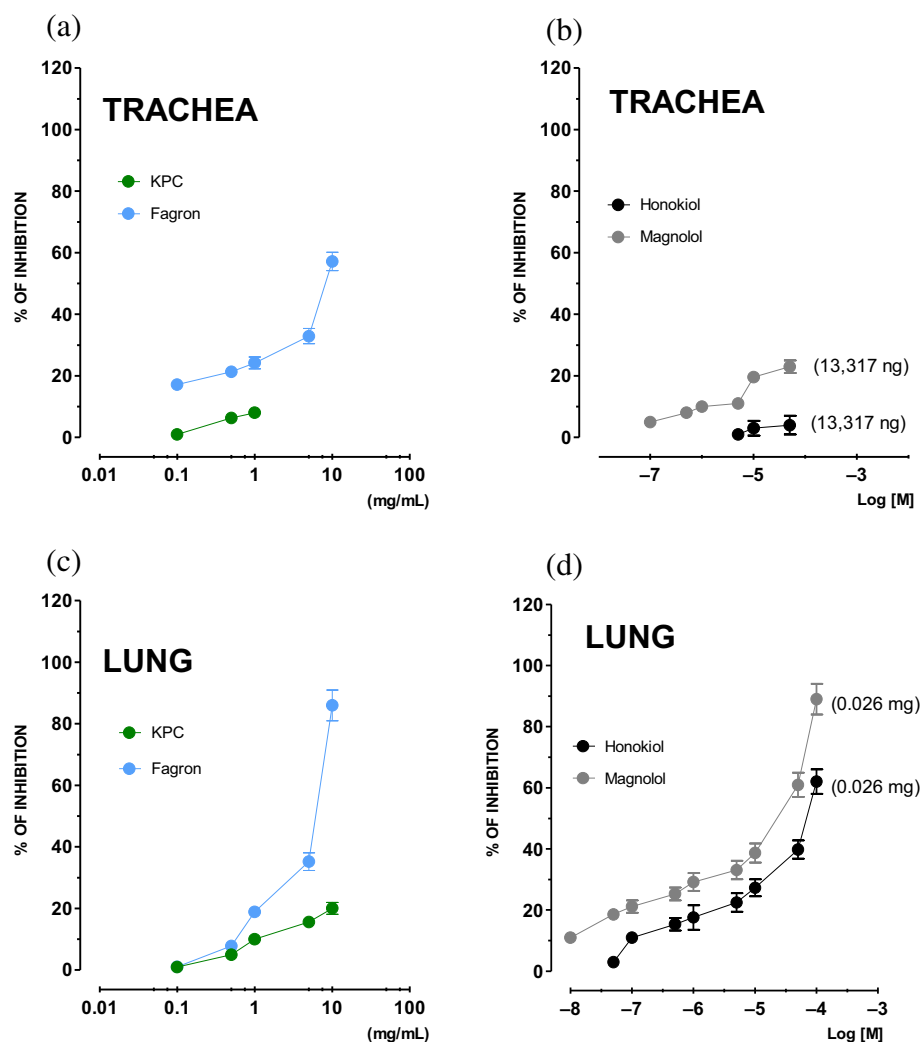 (a)
TRACHEA
% OF INHIBITION
120
100
80
60
40
20
0
KPC
Fagron
0.01
0.1
1
10
100
(mg/mL)
(b)
TRACHEA
% OF INHIBITION
120
100
80
60
40
20
0
Honokiol
Magnolol
(13,317 ng)
(13,317 ng)
–7
–5
–3
Log [M]
(c)
LUNG
% OF INHIBITION
120
100
80
60
40
20
0
KPC
Fagron
0.01
0.1
1
10
100
(mg/mL)
(d)
LUNG
% OF INHIBITION
120
100
80
60
40
20
0
Honokiol
Magnolol
(0.026 mg)
(0.026 mg)
–8
–7
–6
–5
–4
–3
Log [M]